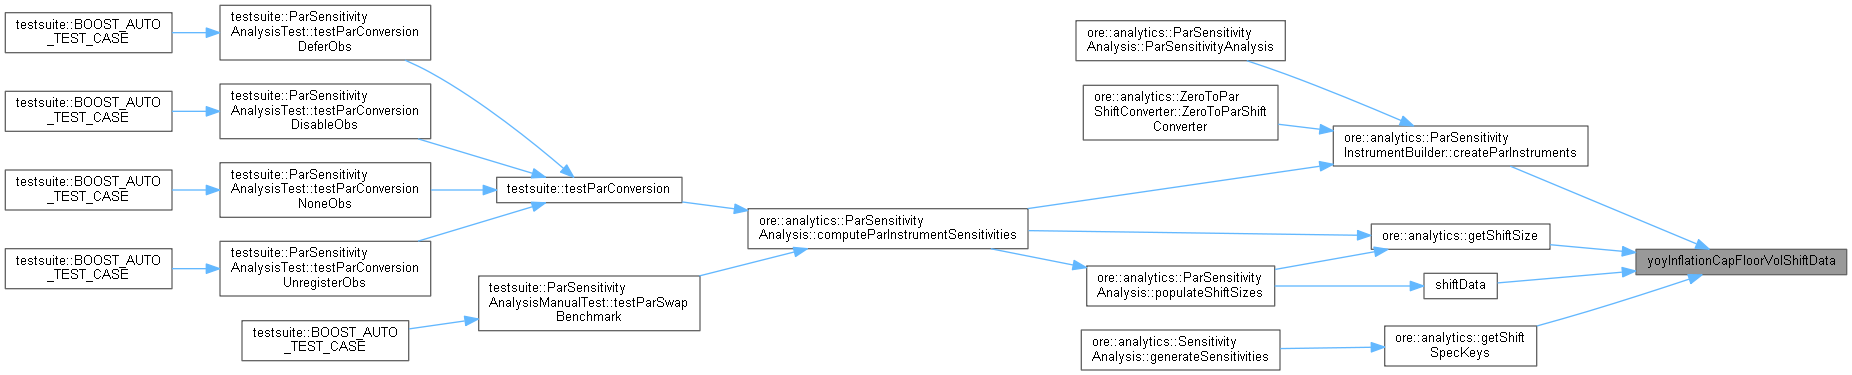 testsuite::BOOST_AUTO
_TEST_CASE
testsuite::ParSensitivity
AnalysisTest::testParConversion
DeferObs
testsuite::BOOST_AUTO
_TEST_CASE
testsuite::ParSensitivity
AnalysisTest::testParConversion
DisableObs
testsuite::BOOST_AUTO
_TEST_CASE
testsuite::ParSensitivity
AnalysisTest::testParConversion
NoneObs
testsuite::BOOST_AUTO
_TEST_CASE
testsuite::ParSensitivity
AnalysisTest::testParConversion
UnregisterObs
testsuite::BOOST_AUTO
_TEST_CASE
testsuite::ParSensitivity
AnalysisManualTest::testParSwap
Benchmark
testsuite::testParConversion
ore::analytics::ParSensitivity
Analysis::computeParInstrumentSensitivities
ore::analytics::ParSensitivity
Analysis::ParSensitivityAnalysis
ore::analytics::ZeroToPar
ShiftConverter::ZeroToParShift
Converter
ore::analytics::ParSensitivity
InstrumentBuilder::createParInstruments
ore::analytics::getShiftSize
ore::analytics::ParSensitivity
Analysis::populateShiftSizes
shiftData
ore::analytics::Sensitivity
Analysis::generateSensitivities
ore::analytics::getShift
SpecKeys
yoyInflationCapFloorVolShiftData